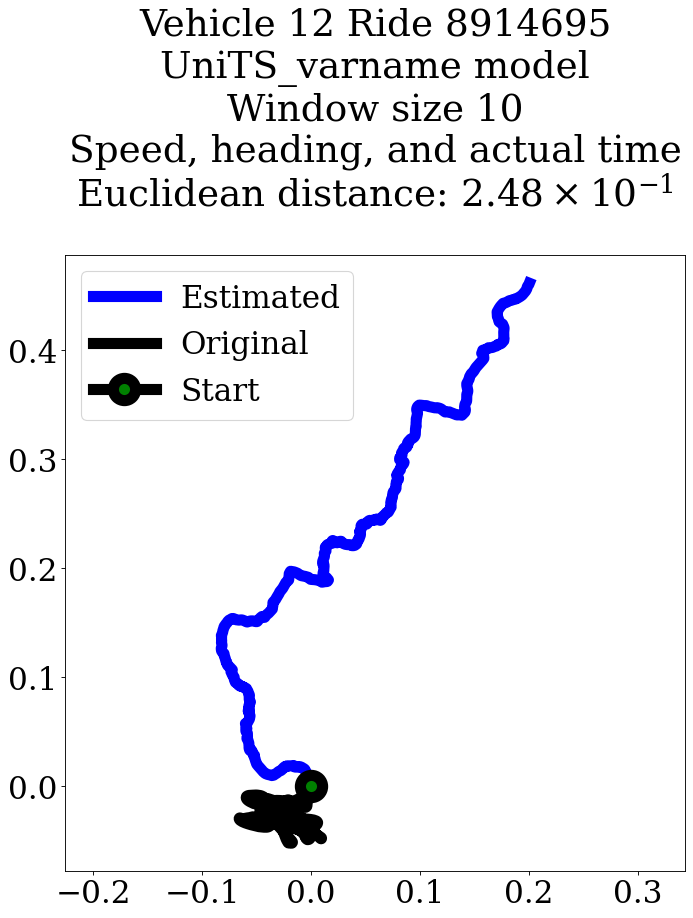 Vehicle 12 Ride 8914695
UniTS_varname model
Window size 10
Speed, heading, and actual time
Euclidean distance: 2.48 × 10⁻¹
Estimated
Original
Start
0.4
0.3
0.2
0.1
0.0
−0.2 −0.1 0.0 0.1 0.2 0.3